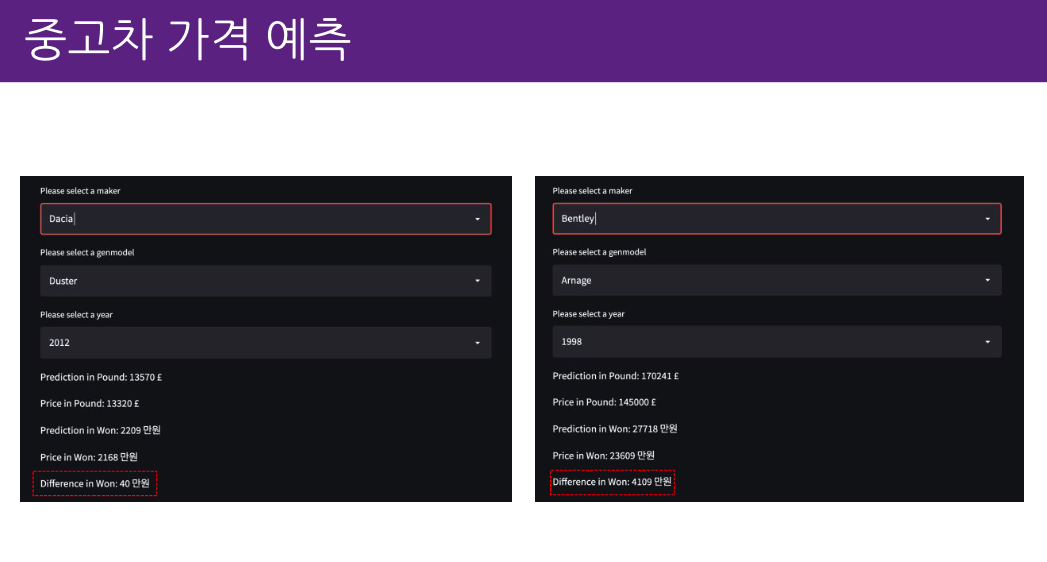 중고차 가격 예측
Please select a maker
Dacia
Please select a genmodel
Duster
Please select a year
2012
Prediction in Pound: 13570 £
Price in Pound: 13320 £
Prediction in Won: 2209 만원
Price in Won: 2168 만원
Difference in Won: 40 만원
Please select a maker
Bentley
Please select a genmodel
Arnage
Please select a year
1998
Prediction in Pound: 170241 £
Price in Pound: 145000 £
Prediction in Won: 27718 만원
Price in Won: 23609 만원
Difference in Won: 4109 만원